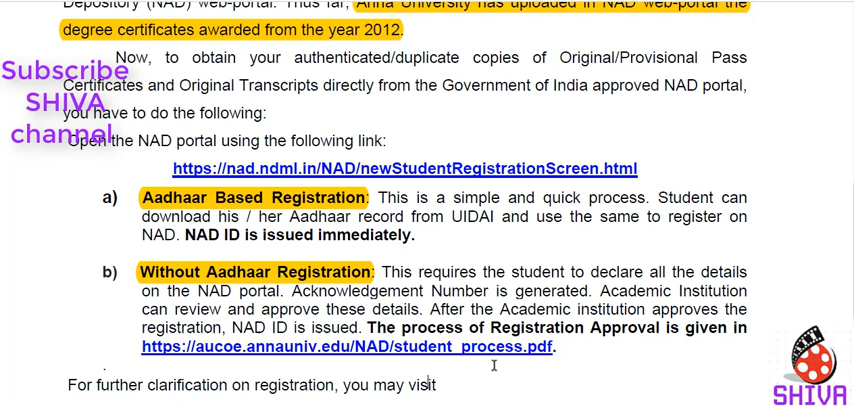 Depository (NAD) web-portal. Thus far, Anna University has uploaded in NAD web-portal the
degree certificates awarded from the year 2012.
Now, to obtain your authenticated/duplicate copies of Original/Provisional Pass
Certificates and Original Transcripts directly from the Government of India approved NAD portal,
you have to do the following:
Open the NAD portal using the following link:
https://nad.ndml.in/NAD/newStudentRegistrationScreen.html
a) Aadhaar Based Registration: This is a simple and quick process. Student can
download his / her Aadhaar record from UIDAI and use the same to register on
NAD. NAD ID is issued immediately.
b) Without Aadhaar Registration: This requires the student to declare all the details
on the NAD portal. Acknowledgement Number is generated. Academic Institution
can review and approve these details. After the Academic institution approves the
registration, NAD ID is issued. The process of Registration Approval is given in
https://aucoe.annauniv.edu/NAD/student_process.pdf.
.
For further clarification on registration, you may visit
Subscribe
SHIVA
channel
SHIVA